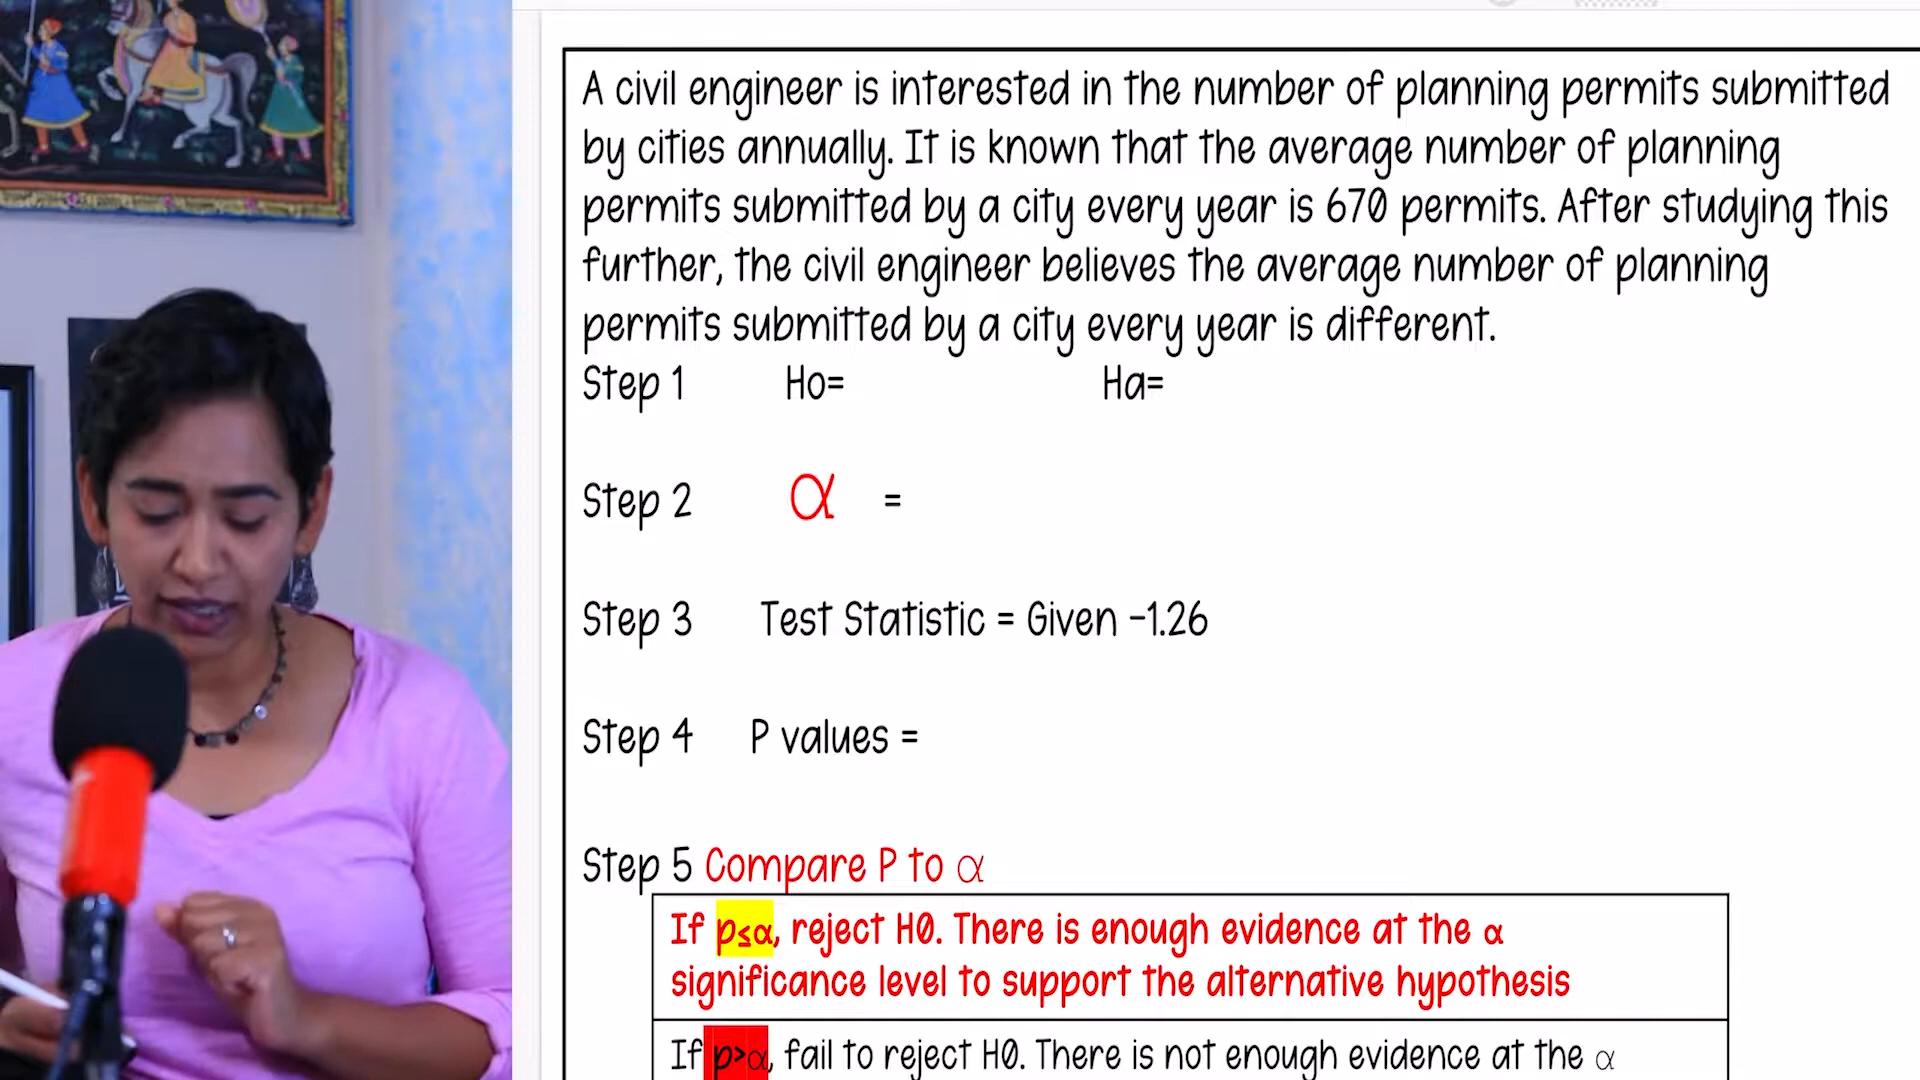 A civil engineer is interested in the number of planning permits submitted
by cities annually. It is known that the average number of planning
permits submitted by a city every year is 670 permits. After studying this
further, the civil engineer believes the average number of planning
permits submitted by a city every year is different.
Step 1 Ho= Ha=
Step 2 α =
Step 3 Test Statistic = Given -1.26
Step 4 P values =
Step 5 Compare P to α
If p≤α, reject H0. There is enough evidence at the α
significance level to support the alternative hypothesis
If p>α, fail to reject H0. There is not enough evidence at the α